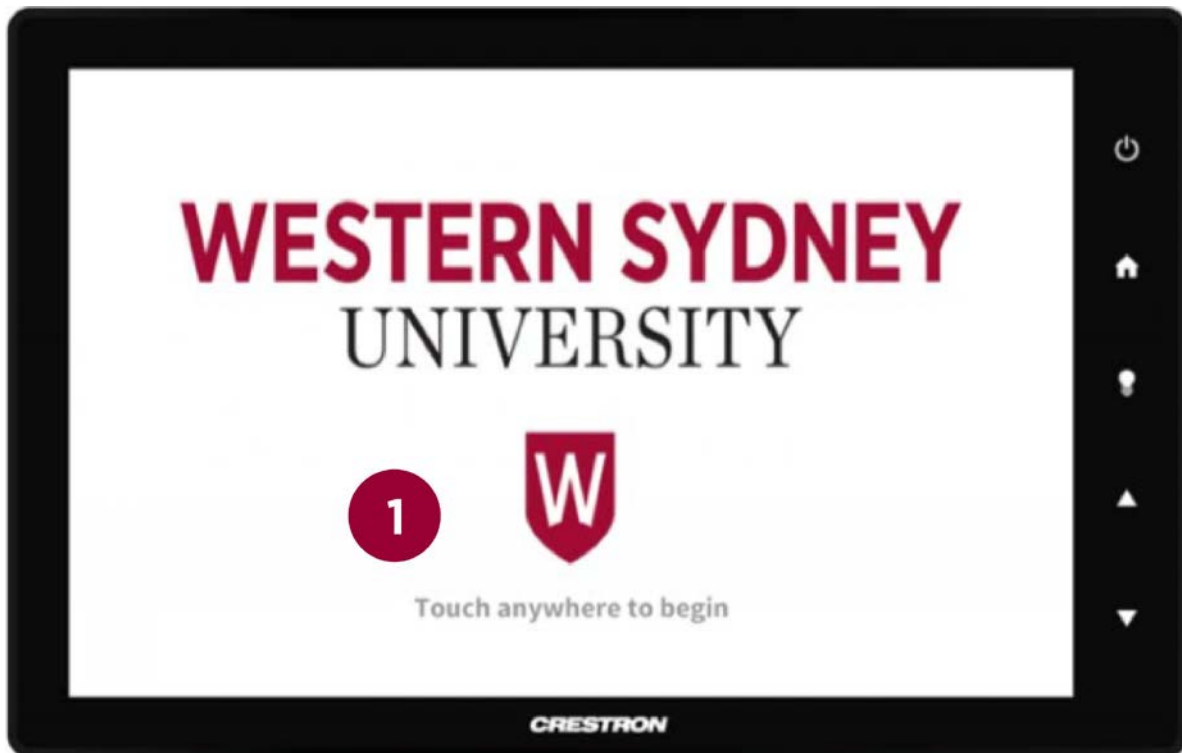 WESTERN SYDNEY
UNIVERSITY
W
1
Touch anywhere to begin
CRESTRON